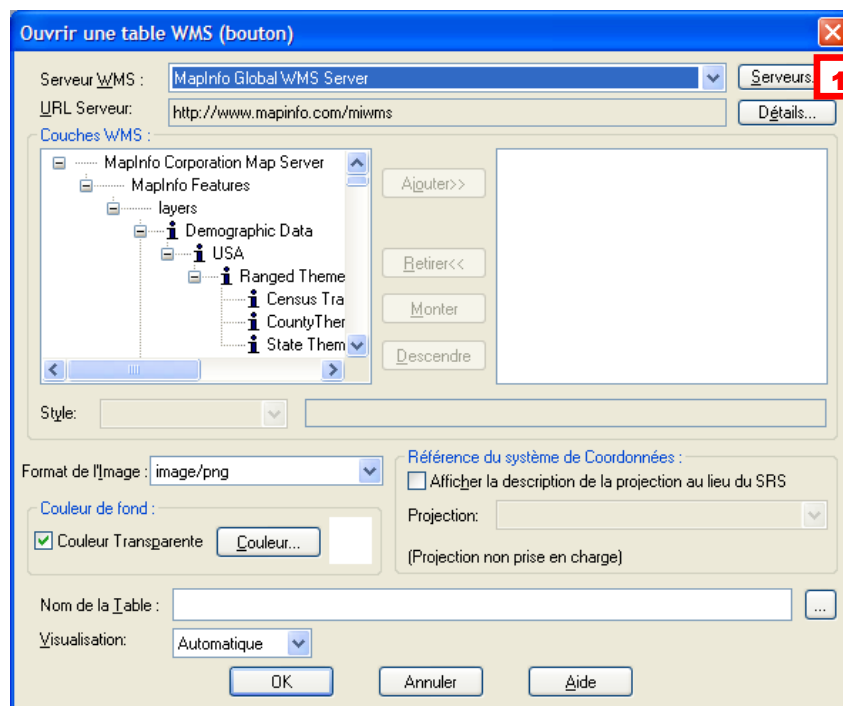 Ouvrir une table WMS (bouton)
Serveur WMS : MapInfo Global WMS Server Serveurs... 1
URL Serveur: http://www.mapinfo.com/miwms Détails...
Couches WMS :
MapInfo Corporation Map Server
MapInfo Features
layers
Demographic Data
USA
Ranged Theme
Census Tra
CountyTher
State Them
Ajouter>>
Retirer<<
Monter
Descendre
Style:
Format de l'Image : image/png
Couleur de fond :
Couleur Transparente Couleur...
Référence du système de Coordonnées :
Afficher la description de la projection au lieu du SRS
Projection:
(Projection non prise en charge)
Nom de la Table : ...
Visualisation: Automatique
OK Annuler Aide